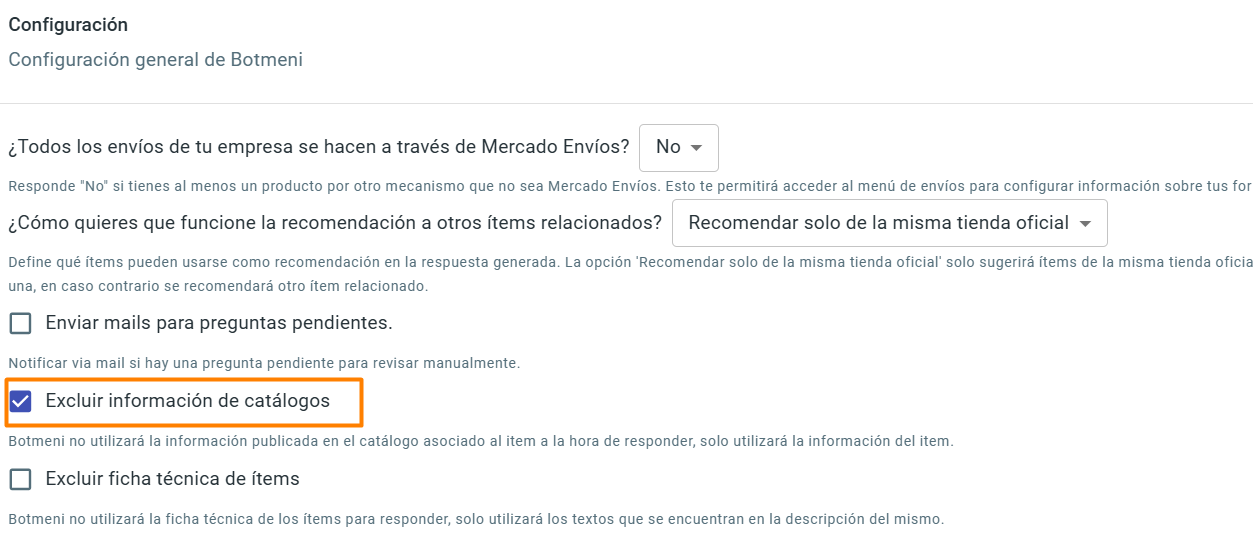 Configuración
Configuración general de Botmeni
¿Todos los envíos de tu empresa se hacen a través de Mercado Envíos? No
Responde "No" si tienes al menos un producto por otro mecanismo que no sea Mercado Envíos. Esto te permitirá acceder al menú de envíos para configurar información sobre tus for
¿Cómo quieres que funcione la recomendación a otros ítems relacionados? Recomendar solo de la misma tienda oficial
Define qué ítems pueden usarse como recomendación en la respuesta generada. La opción 'Recomendar solo de la misma tienda oficial' solo sugerirá ítems de la misma tienda oficia
una, en caso contrario se recomendará otro ítem relacionado.
Enviar mails para preguntas pendientes.
Notificar via mail si hay una pregunta pendiente para revisar manualmente.
Excluir información de catálogos
Botmeni no utilizará la información publicada en el catálogo asociado al item a la hora de responder, solo utilizará la información del item.
Excluir ficha técnica de ítems
Botmeni no utilizará la ficha técnica de los ítems para responder, solo utilizará los textos que se encuentran en la descripción del mismo.